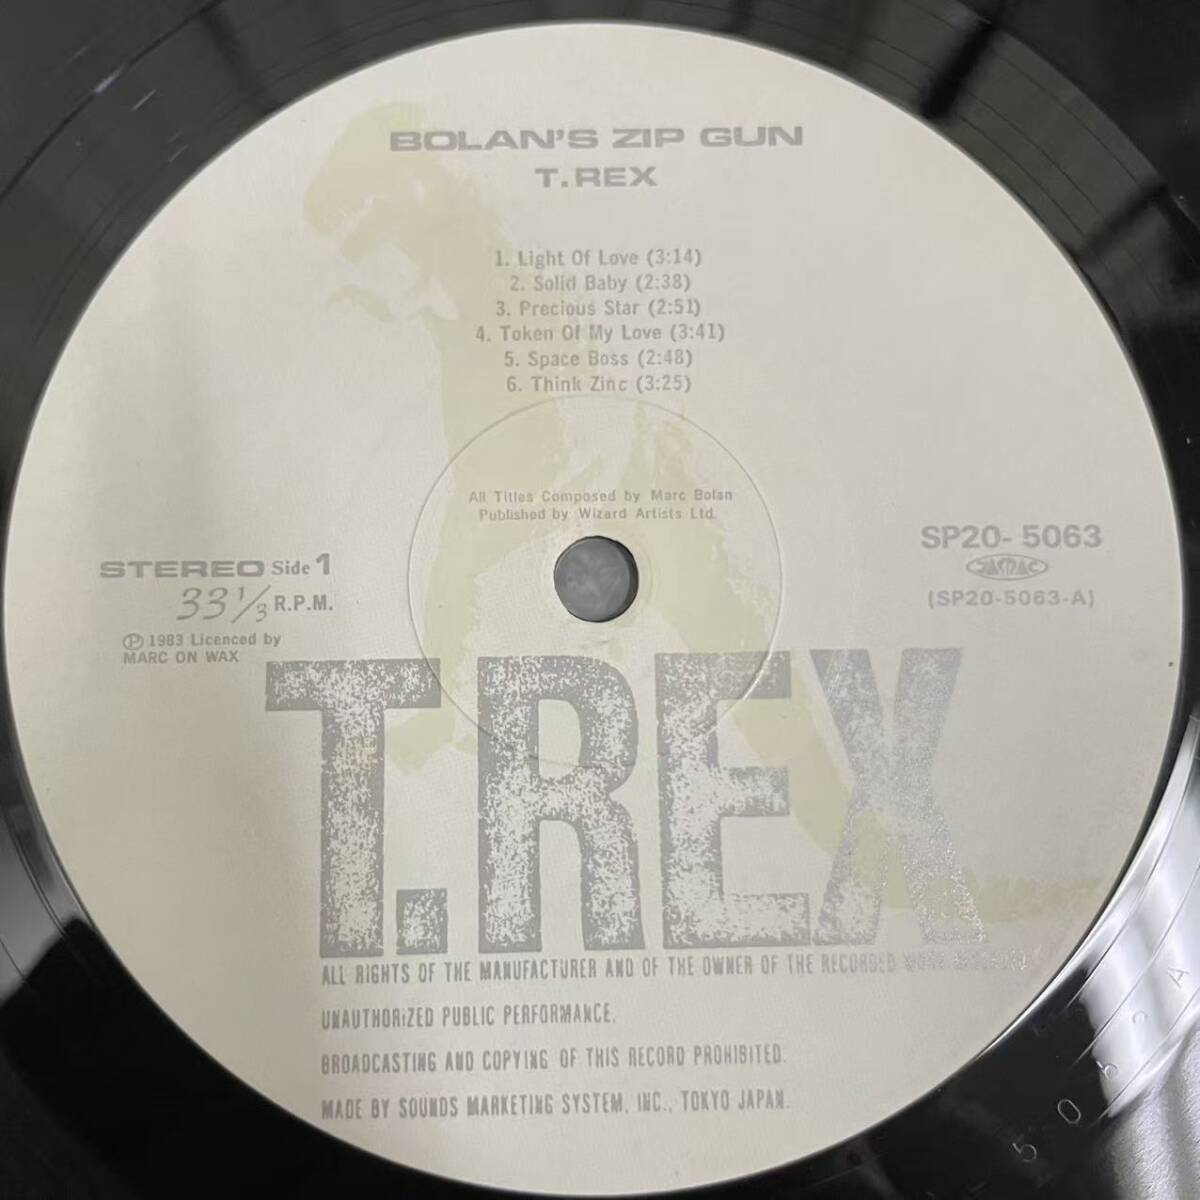 BOLAN'S ZIP GUN
T.REX
1. Light Of Love (3:14)
2. Solid Baby (2:38)
3. Precious Star (2:51)
4. Token Of My Love (3:41)
5. Space Boss (2:48)
6. Think Zinc (3:25)
All Titles Composed by Marc Bolan
Published by Wizard Artists Ltd.
STEREO Side 1
33 1/3 R.P.M.
Ⓟ 1983 Licenced by
MARC ON WAX
SP20-5063
JASRAC
(SP20-5063-A)
T.REX
ALL RIGHTS OF THE MANUFACTURER AND OF THE OWNER OF THE RECORDED WORK
UNAUTHORiZED PUBLIC PERFORMANCE.
BROADCASTING AND COPYING OF THIS RECORD PROHIBITED.
MADE BY SOUNDS MARKETING SYSTEM, INC., TOKYO JAPAN.